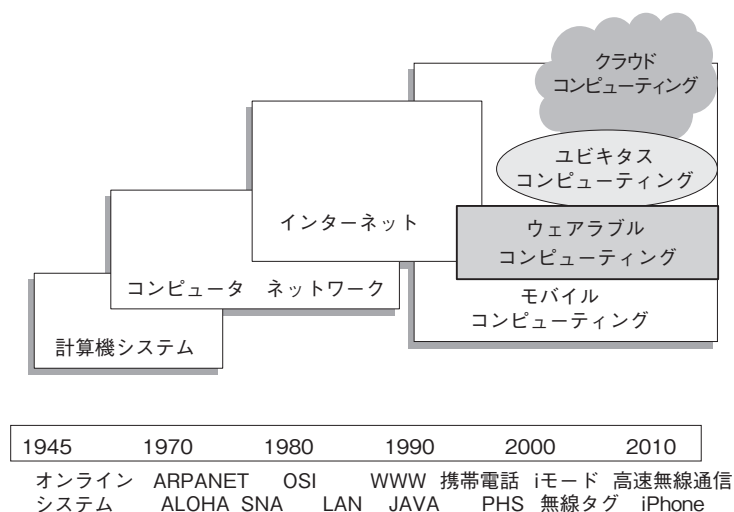 クラウド
コンピューティング
ユビキタス
コンピューティング
インターネット
ウェアラブル
コンピューティング
コンピュータ　ネットワーク
モバイル
コンピューティング
計算機システム
1945 1970 1980 1990 2000 2010
オンライン ARPANET OSI WWW 携帯電話 iモード 高速無線通信
システム ALOHA SNA LAN JAVA PHS 無線タグ iPhone